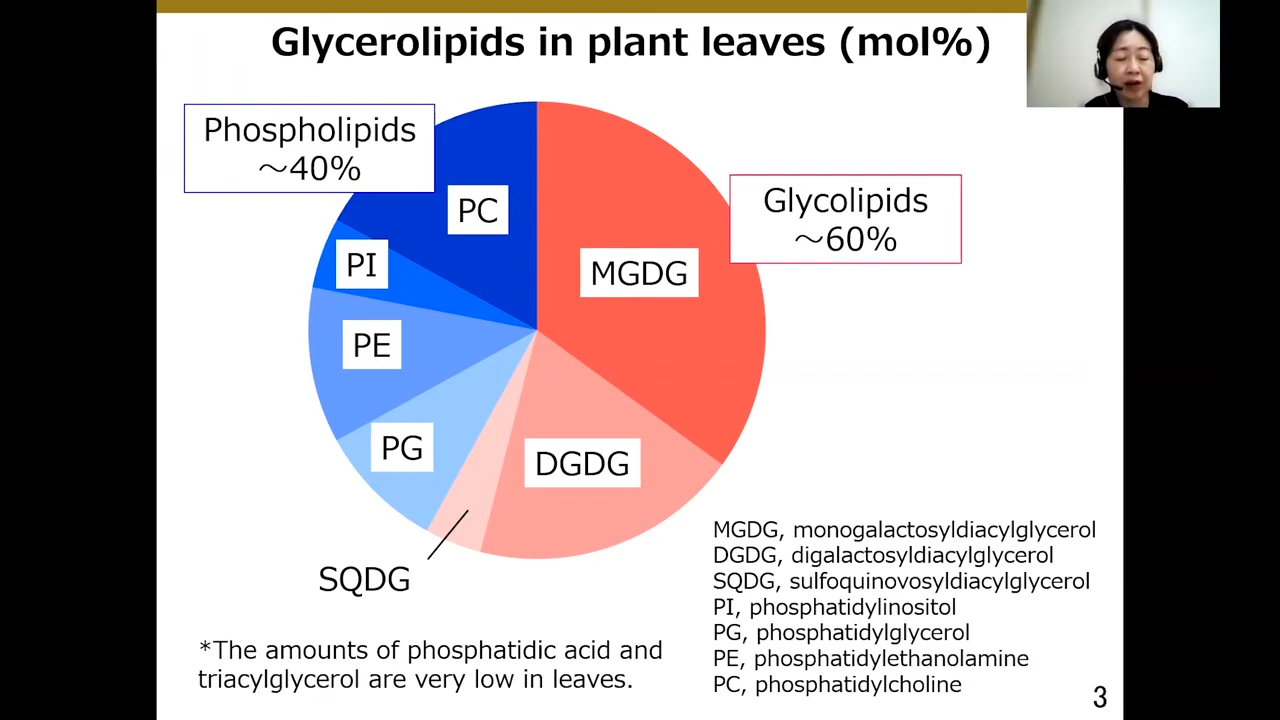 Glycerolipids in plant leaves (mol%)
Phospholipids
～40%
Glycolipids
～60%
PC
MGDG
PI
PE
PG
DGDG
SQDG
MGDG, monogalactosyldiacylglycerol
DGDG, digalactosyldiacylglycerol
SQDG, sulfoquinovosyldiacylglycerol
PI, phosphatidylinositol
PG, phosphatidylglycerol
PE, phosphatidylethanolamine
PC, phosphatidylcholine
*The amounts of phosphatidic acid and
triacylglycerol are very low in leaves.
3